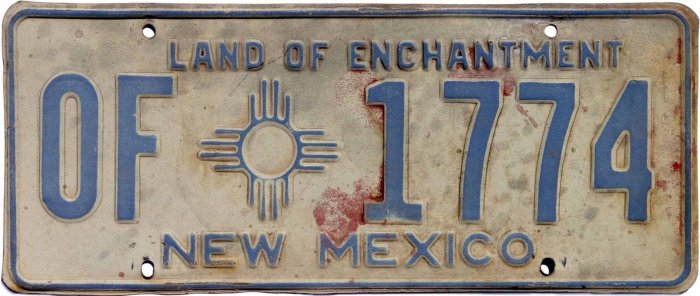 LAND OF ENCHANTMENT
OF 1774
NEW MEXICO